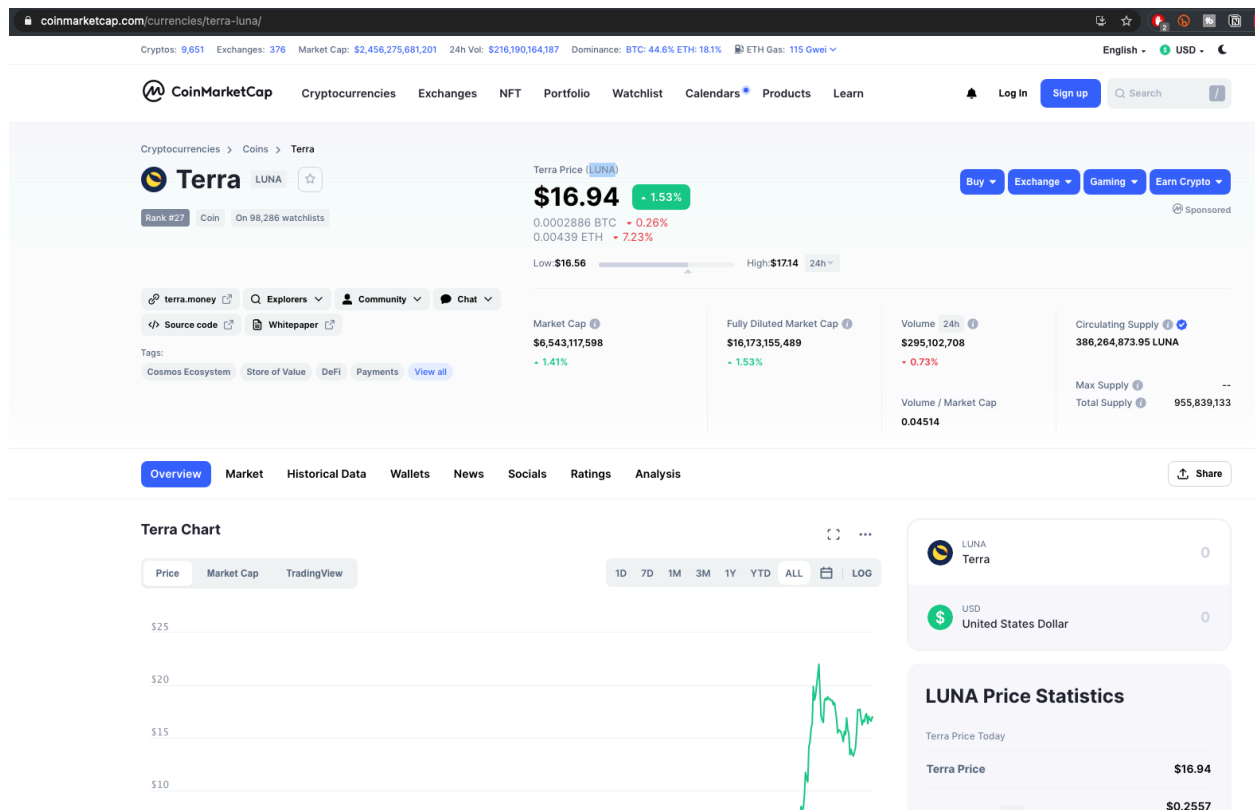 coinmarketcap.com/currencies/terra-luna/
2
Cryptos: 9,651 Exchanges: 376 Market Cap: $2,456,275,681,201 24h Vol: $216,190,164,187 Dominance: BTC: 44.6% ETH: 18.1% ETH Gas: 115 Gwei English $ USD
CoinMarketCap Cryptocurrencies Exchanges NFT Portfolio Watchlist Calendars Products Learn Log In Sign up Search /
Cryptocurrencies > Coins > Terra
Terra LUNA
Rank #27 Coin On 98,286 watchlists
Terra Price (LUNA)
$16.94 1.53%
0.0002886 BTC 0.26%
0.00439 ETH 7.23%
Low:$16.56 High:$17.14 24h
Buy Exchange Gaming Earn Crypto
Sponsored
terra.money Explorers Community Chat
</> Source code Whitepaper
Tags:
Cosmos Ecosystem Store of Value DeFi Payments View all
Market Cap
$6,543,117,598
1.41%
Fully Diluted Market Cap
$16,173,155,489
1.53%
Volume 24h
$295,102,708
0.73%
Volume / Market Cap
0.04514
Circulating Supply
386,264,873.95 LUNA
Max Supply --
Total Supply 955,839,133
Overview Market Historical Data Wallets News Socials Ratings Analysis Share
Terra Chart
Price Market Cap TradingView 1D 7D 1M 3M 1Y YTD ALL LOG
$25
$20
$15
$10
LUNA
Terra 0
USD
$ United States Dollar 0
LUNA Price Statistics
Terra Price Today
Terra Price $16.94
$0.2557